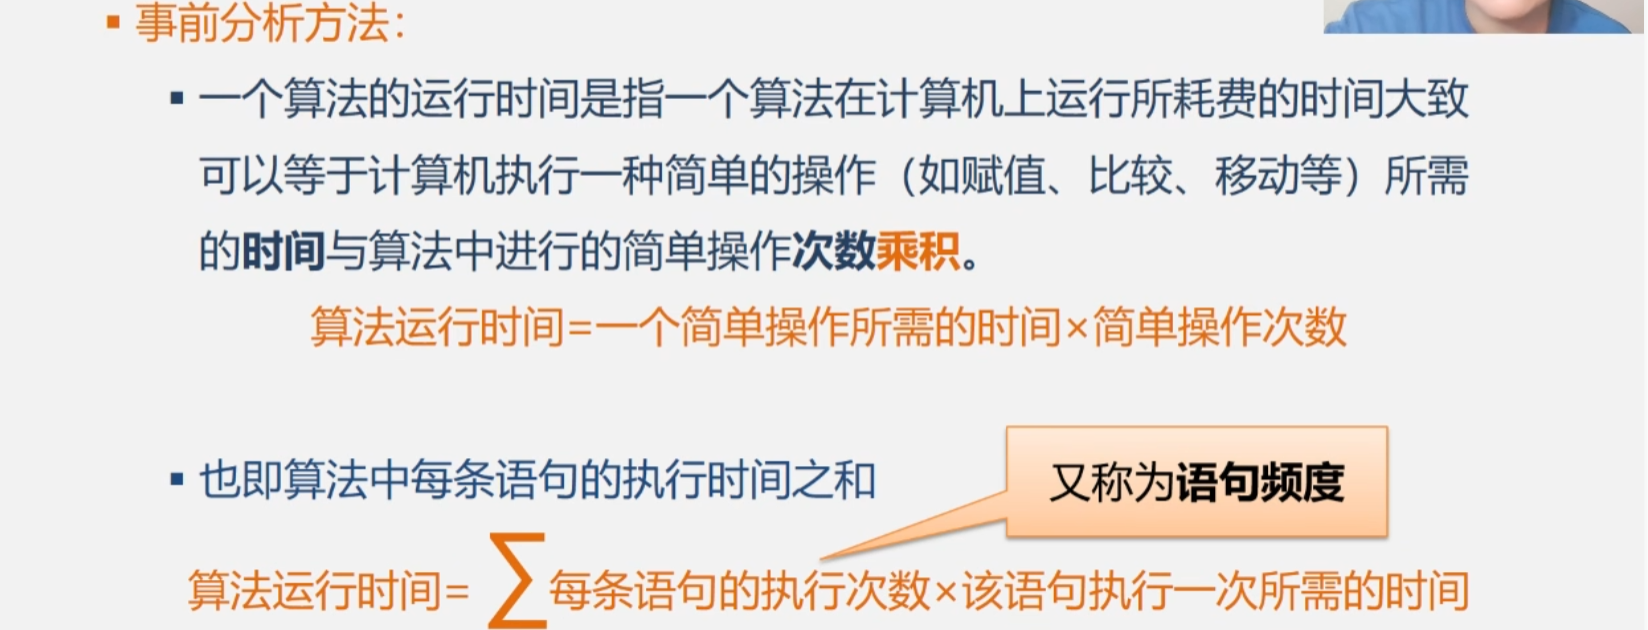 ▪ 事前分析方法：
▪ 一个算法的运行时间是指一个算法在计算机上运行所耗费的时间大致
可以等于计算机执行一种简单的操作（如赋值、比较、移动等）所需
的时间与算法中进行的简单操作次数乘积。
算法运行时间=一个简单操作所需的时间×简单操作次数
▪ 也即算法中每条语句的执行时间之和
又称为语句频度
算法运行时间= ∑ 每条语句的执行次数×该语句执行一次所需的时间